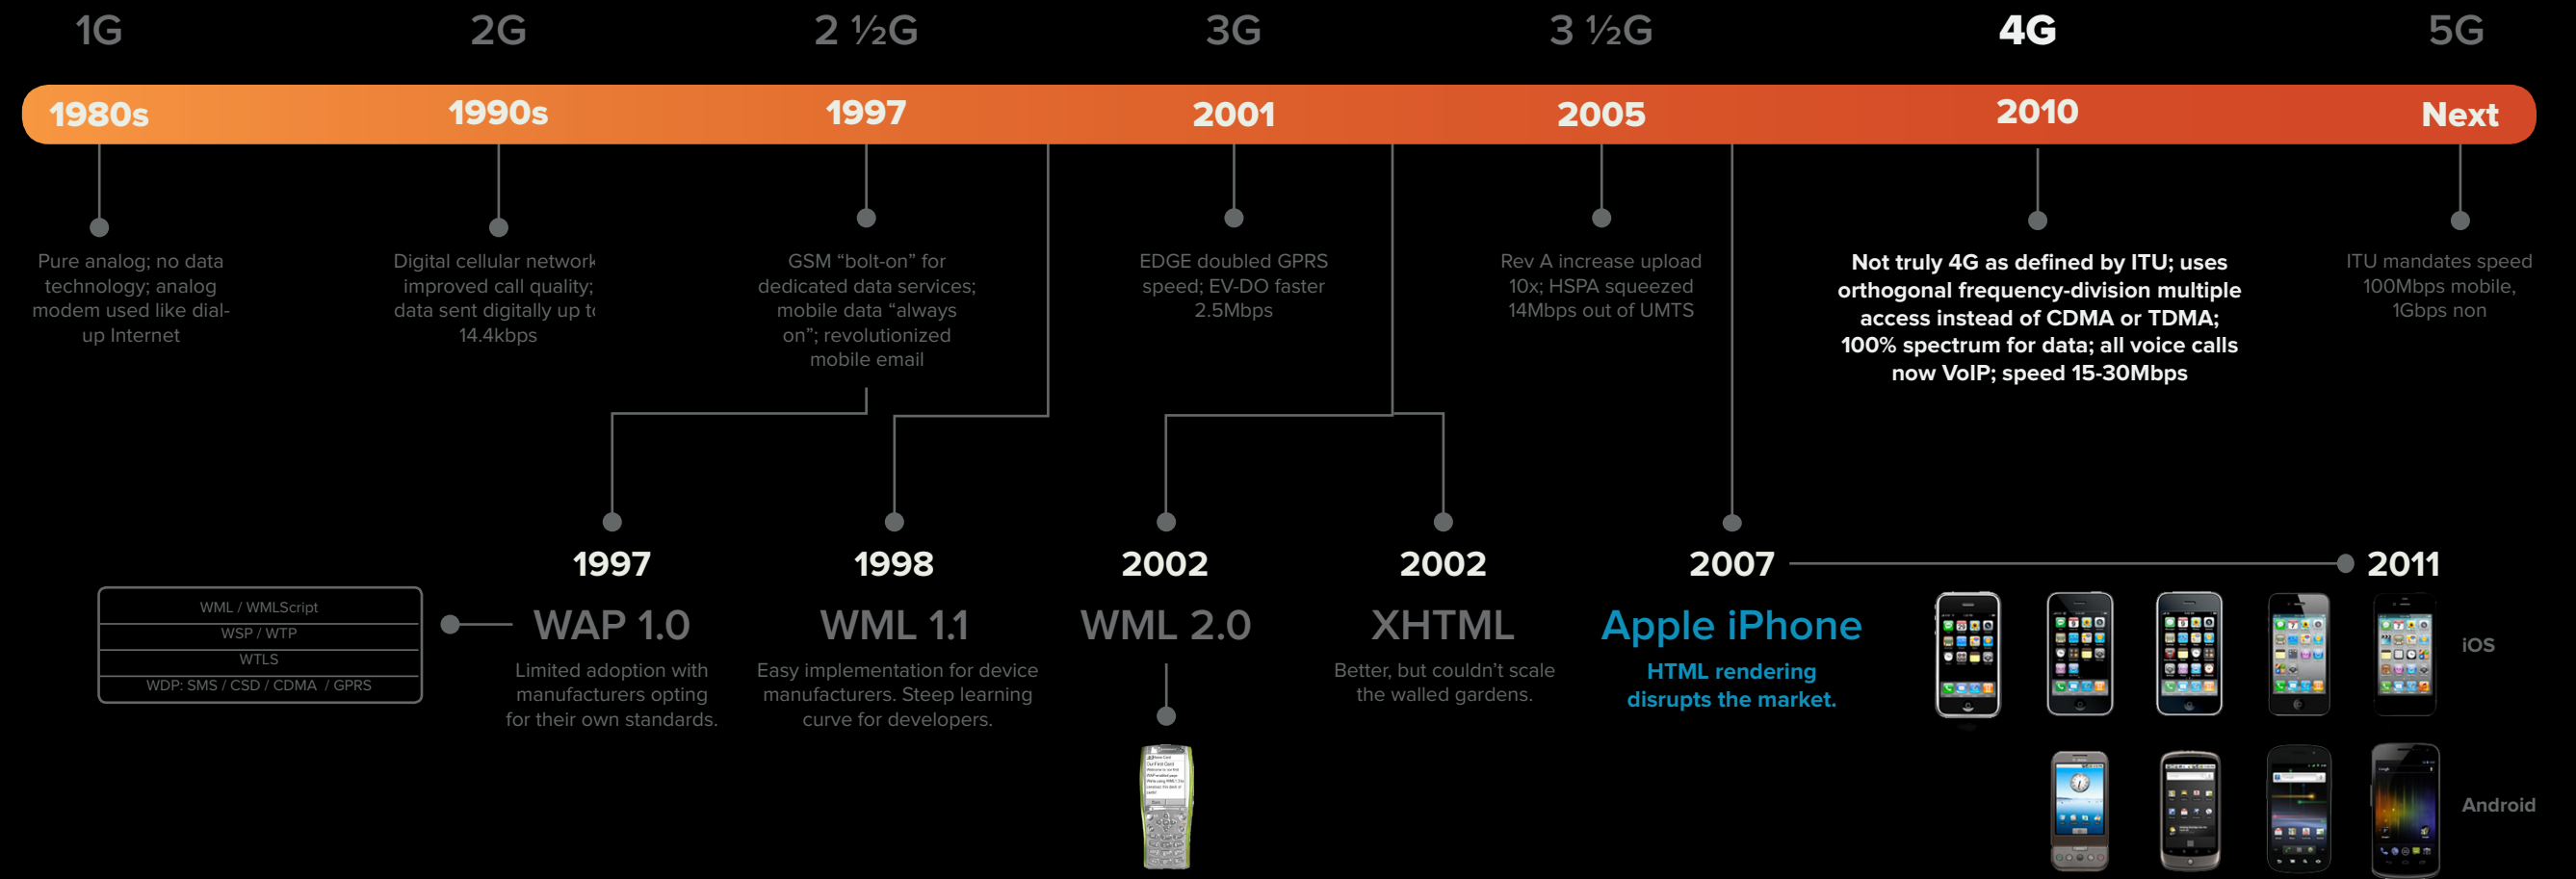 1G
2G
2 ½G
3G
3 ½G
4G
5G
1980s
1990s
1997
2001
2005
2010
Next
Pure analog; no data
technology; analog
modem used like dial-
up Internet
Digital cellular network
improved call quality;
data sent digitally up to
14.4kbps
GSM “bolt-on” for
dedicated data services;
mobile data “always
on”; revolutionized
mobile email
EDGE doubled GPRS
speed; EV-DO faster
2.5Mbps
Rev A increase upload
10x; HSPA squeezed
14Mbps out of UMTS
Not truly 4G as defined by ITU; uses
orthogonal frequency-division multiple
access instead of CDMA or TDMA;
100% spectrum for data; all voice calls
now VoIP; speed 15-30Mbps
ITU mandates speed
100Mbps mobile,
1Gbps non
WML / WMLScript
WSP / WTP
WTLS
WDP: SMS / CSD / CDMA / GPRS
1997
WAP 1.0
Limited adoption with
manufacturers opting
for their own standards.
1998
WML 1.1
Easy implementation for device
manufacturers. Steep learning
curve for developers.
2002
WML 2.0
2002
XHTML
Better, but couldn’t scale
the walled gardens.
2007
Apple iPhone
HTML rendering
disrupts the market.
2011
iOS
Android